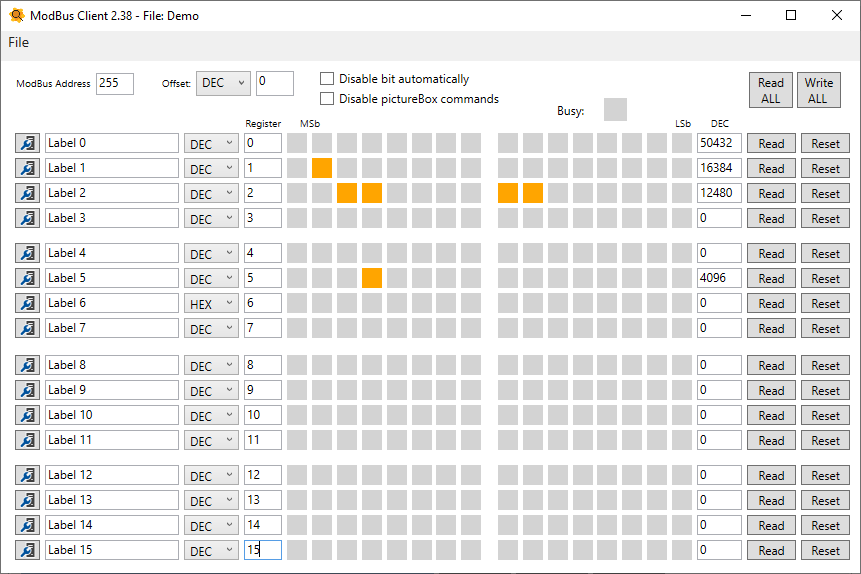 ModBus Client 2.38 - File: Demo
File
ModBus Address 255 Offset: DEC 0 Disable bit automatically Read ALL Write ALL
Disable pictureBox commands
Busy:
Register MSb LSb DEC
Label 0 DEC 0 50432 Read Reset
Label 1 DEC 1 16384 Read Reset
Label 2 DEC 2 12480 Read Reset
Label 3 DEC 3 0 Read Reset
Label 4 DEC 4 0 Read Reset
Label 5 DEC 5 4096 Read Reset
Label 6 HEX 6 0 Read Reset
Label 7 DEC 7 0 Read Reset
Label 8 DEC 8 0 Read Reset
Label 9 DEC 9 0 Read Reset
Label 10 DEC 10 0 Read Reset
Label 11 DEC 11 0 Read Reset
Label 12 DEC 12 0 Read Reset
Label 13 DEC 13 0 Read Reset
Label 14 DEC 14 0 Read Reset
Label 15 DEC 15 0 Read Reset